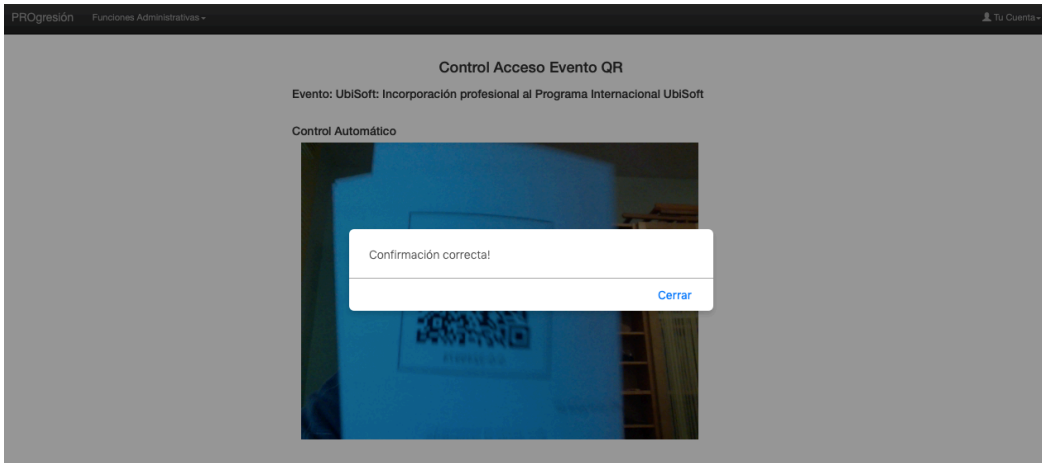 PROgresión Funciones Administrativas Tu Cuenta
Control Acceso Evento QR
Evento: UbiSoft: Incorporación profesional al Programa Internacional UbiSoft
Control Automático
Confirmación correcta!
Cerrar